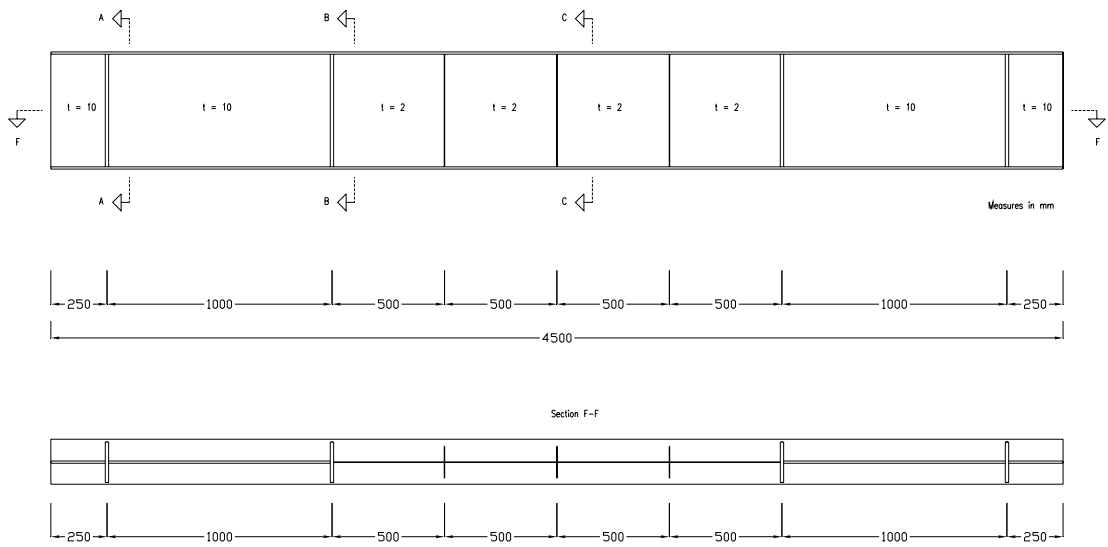 A B C
t = 10 t = 10 t = 2 t = 2 t = 2 t = 2 t = 10 t = 10
F F
A B C
Measures in mm
250 1000 500 500 500 500 1000 250
4500
Section F-F
250 1000 500 500 500 500 1000 250